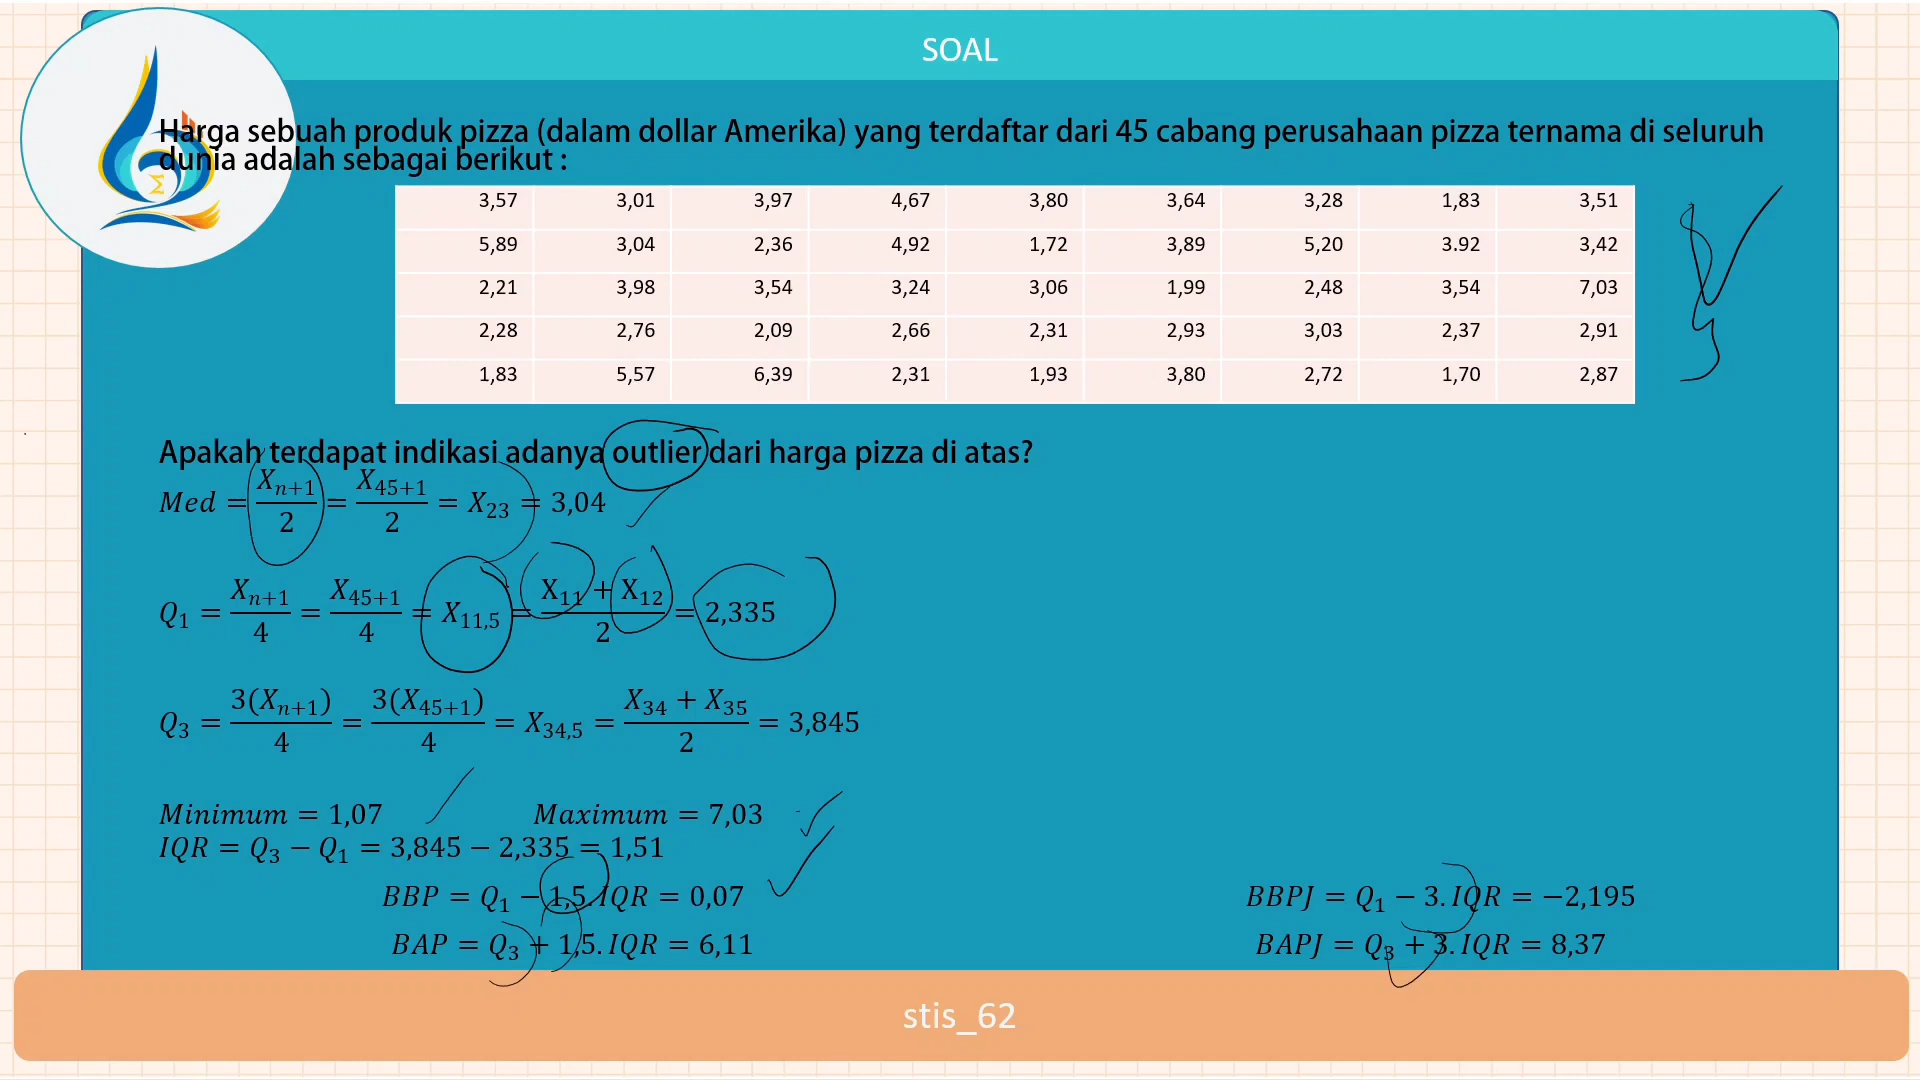 SOAL
Harga sebuah produk pizza (dalam dollar Amerika) yang terdaftar dari 45 cabang perusahaan pizza ternama di seluruh
dunia adalah sebagai berikut :
3,57 3,01 3,97 4,67 3,80 3,64 3,28 1,83 3,51
5,89 3,04 2,36 4,92 1,72 3,89 5,20 3.92 3,42
2,21 3,98 3,54 3,24 3,06 1,99 2,48 3,54 7,03
2,28 2,76 2,09 2,66 2,31 2,93 3,03 2,37 2,91
1,83 5,57 6,39 2,31 1,93 3,80 2,72 1,70 2,87
Apakah terdapat indikasi adanya outlier dari harga pizza di atas?
Med = X_{n+1}/2 = X_{45+1}/2 = X_{23} = 3,04
Q_1 = X_{n+1}/4 = X_{45+1}/4 = X_{11,5} = (X_{11} + X_{12})/2 = 2,335
Q_3 = 3(X_{n+1})/4 = 3(X_{45+1})/4 = X_{34,5} = (X_{34} + X_{35})/2 = 3,845
Minimum = 1,07 Maximum = 7,03
IQR = Q_3 − Q_1 = 3,845 − 2,335 = 1,51
BBP = Q_1 − 1,5. IQR = 0,07 BBPJ = Q_1 − 3. IQR = −2,195
BAP = Q_3 + 1,5. IQR = 6,11 BAPJ = Q_3 + 3. IQR = 8,37
stis_62